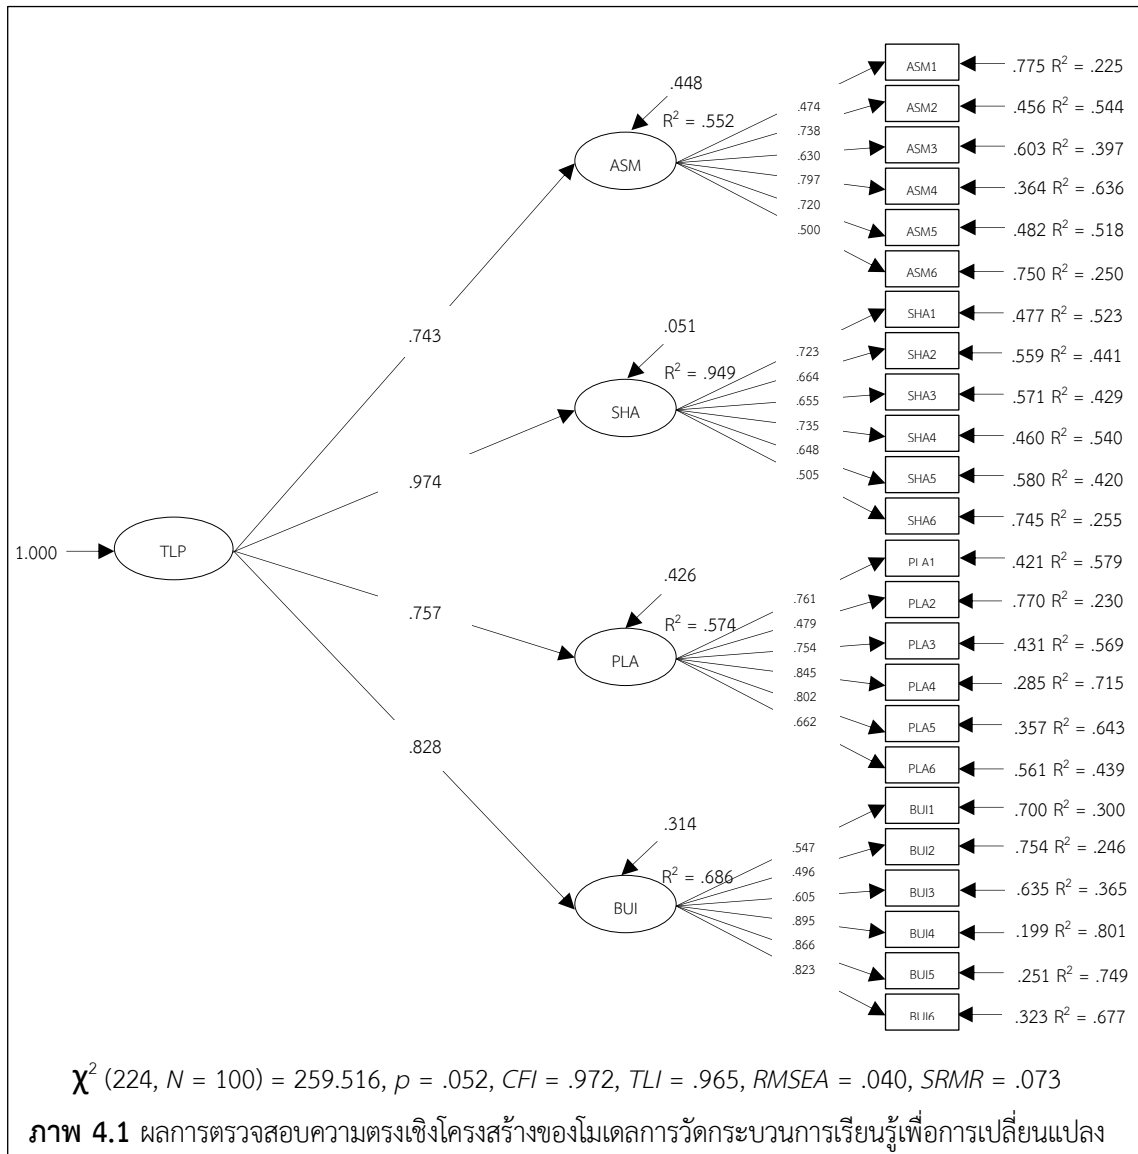 ASM1 .775 R² = .225
.448
ASM2 .456 R² = .544
.474
R² = .552
.738
ASM3 .603 R² = .397
.630
ASM
.797
ASM4 .364 R² = .636
.720
ASM5 .482 R² = .518
.500
ASM6 .750 R² = .250
SHA1 .477 R² = .523
.743
.051
.723
SHA2 .559 R² = .441
R² = .949
.664
.655
SHA3 .571 R² = .429
SHA
.735
SHA4 .460 R² = .540
.648
.505
SHA5 .580 R² = .420
.974
SHA6 .745 R² = .255
1.000
TLP
PLA1 .421 R² = .579
.426
.761
PLA2 .770 R² = .230
.757
R² = .574
.479
.754
PLA3 .431 R² = .569
PLA
.845
PLA4 .285 R² = .715
.802
.662
PLA5 .357 R² = .643
.828
PLA6 .561 R² = .439
BUI1 .700 R² = .300
.314
.547
BUI2 .754 R² = .246
R² = .686
.496
.605
BUI3 .635 R² = .365
BUI
.895
BUI4 .199 R² = .801
.866
.823
BUI5 .251 R² = .749
BUI6 .323 R² = .677
χ² (224, N = 100) = 259.516, p = .052, CFI = .972, TLI = .965, RMSEA = .040, SRMR = .073
ภาพ 4.1 ผลการตรวจสอบความตรงเชิงโครงสร้างของโมเดลการวัดกระบวนการเรียนรู้เพื่อการเปลี่ยนแปลง